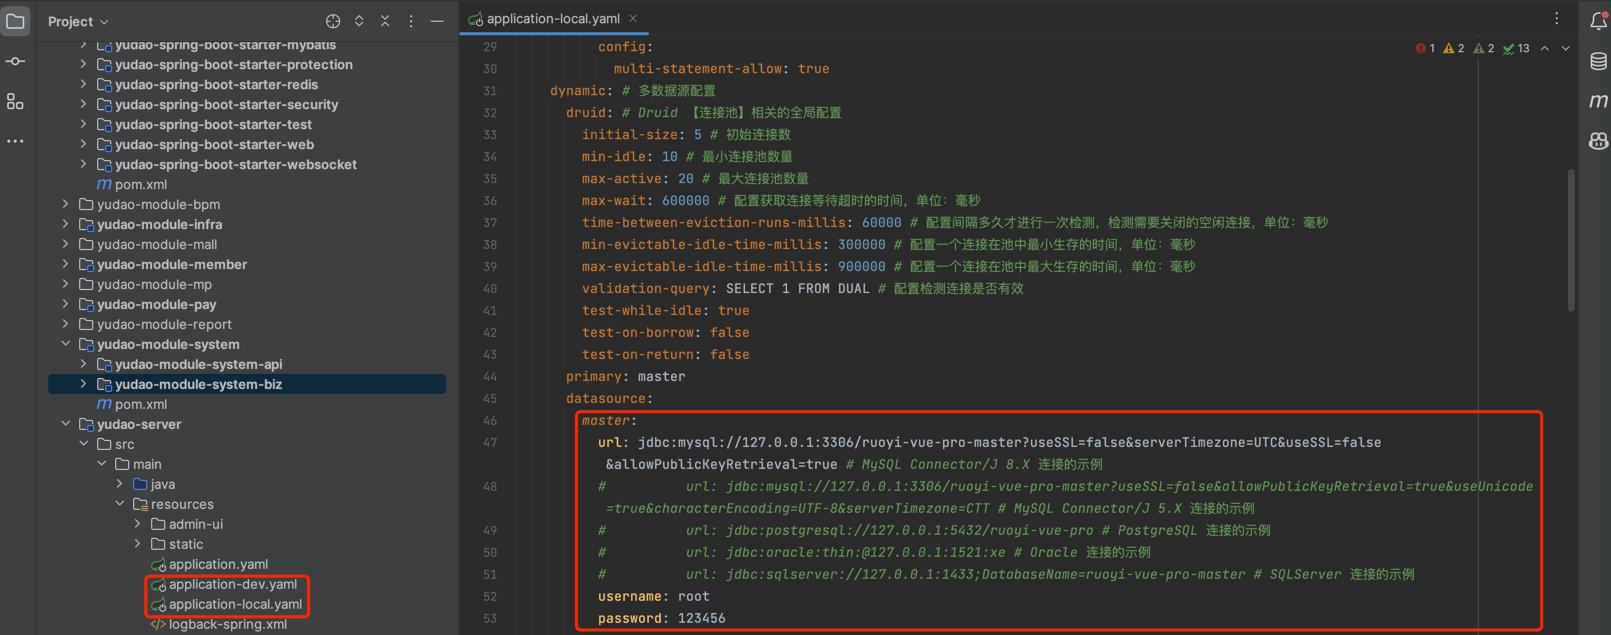 Project
yudao-spring-boot-starter-mybatis
yudao-spring-boot-starter-protection
yudao-spring-boot-starter-redis
yudao-spring-boot-starter-security
yudao-spring-boot-starter-test
yudao-spring-boot-starter-web
yudao-spring-boot-starter-websocket
m pom.xml
yudao-module-bpm
yudao-module-infra
yudao-module-mall
yudao-module-member
yudao-module-mp
yudao-module-pay
yudao-module-report
yudao-module-system
yudao-module-system-api
yudao-module-system-biz
m pom.xml
yudao-server
src
main
java
resources
admin-ui
static
application.yaml
application-dev.yaml
application-local.yaml
logback-spring.xml
application-local.yaml
1 2 2 13
29 config:
30 multi-statement-allow: true
31 dynamic: # 多数据源配置
32 druid: # Druid 【连接池】相关的全局配置
33 initial-size: 5 # 初始连接数
34 min-idle: 10 # 最小连接池数量
35 max-active: 20 # 最大连接池数量
36 max-wait: 600000 # 配置获取连接等待超时的时间，单位：毫秒
37 time-between-eviction-runs-millis: 60000 # 配置间隔多久才进行一次检测，检测需要关闭的空闲连接，单位：毫秒
38 min-evictable-idle-time-millis: 300000 # 配置一个连接在池中最小生存的时间，单位：毫秒
39 max-evictable-idle-time-millis: 900000 # 配置一个连接在池中最大生存的时间，单位：毫秒
40 validation-query: SELECT 1 FROM DUAL # 配置检测连接是否有效
41 test-while-idle: true
42 test-on-borrow: false
43 test-on-return: false
44 primary: master
45 datasource:
46 master:
47 url: jdbc:mysql://127.0.0.1:3306/ruoyi-vue-pro-master?useSSL=false&serverTimezone=UTC&useSSL=false
&allowPublicKeyRetrieval=true # MySQL Connector/J 8.X 连接的示例
48 # url: jdbc:mysql://127.0.0.1:3306/ruoyi-vue-pro-master?useSSL=false&allowPublicKeyRetrieval=true&useUnicode
=true&characterEncoding=UTF-8&serverTimezone=CTT # MySQL Connector/J 5.X 连接的示例
49 # url: jdbc:postgresql://127.0.0.1:5432/ruoyi-vue-pro # PostgreSQL 连接的示例
50 # url: jdbc:oracle:thin:@127.0.0.1:1521:xe # Oracle 连接的示例
51 # url: jdbc:sqlserver://127.0.0.1:1433;DatabaseName=ruoyi-vue-pro-master # SQLServer 连接的示例
52 username: root
53 password: 123456
m